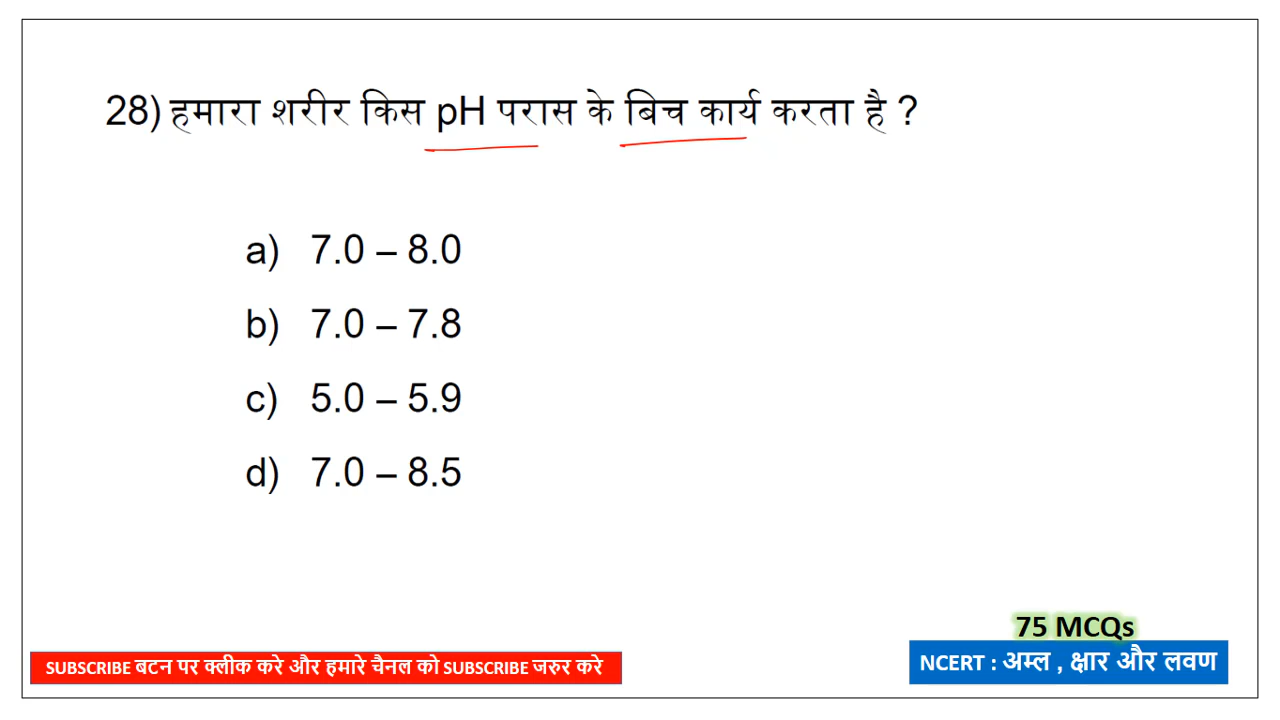 28) हमारा शरीर किस pH परास के बिच कार्य करता है ?
a) 7.0 – 8.0
b) 7.0 – 7.8
c) 5.0 – 5.9
d) 7.0 – 8.5
75 MCQs
SUBSCRIBE बटन पर क्लीक करे और हमारे चैनल को SUBSCRIBE जरुर करे
NCERT : अम्ल , क्षार और लवण